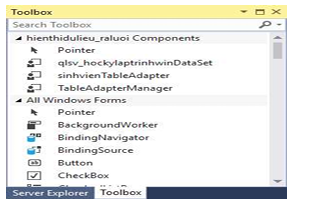 Toolbox
Search Toolbox
hienthidulieu_raluoi Components
Pointer
qlsv_hockylaptrinhwinDataSet
sinhvienTableAdapter
TableAdapterManager
All Windows Forms
Pointer
BackgroundWorker
BindingNavigator
BindingSource
Button
CheckBox
Server Explorer Toolbox